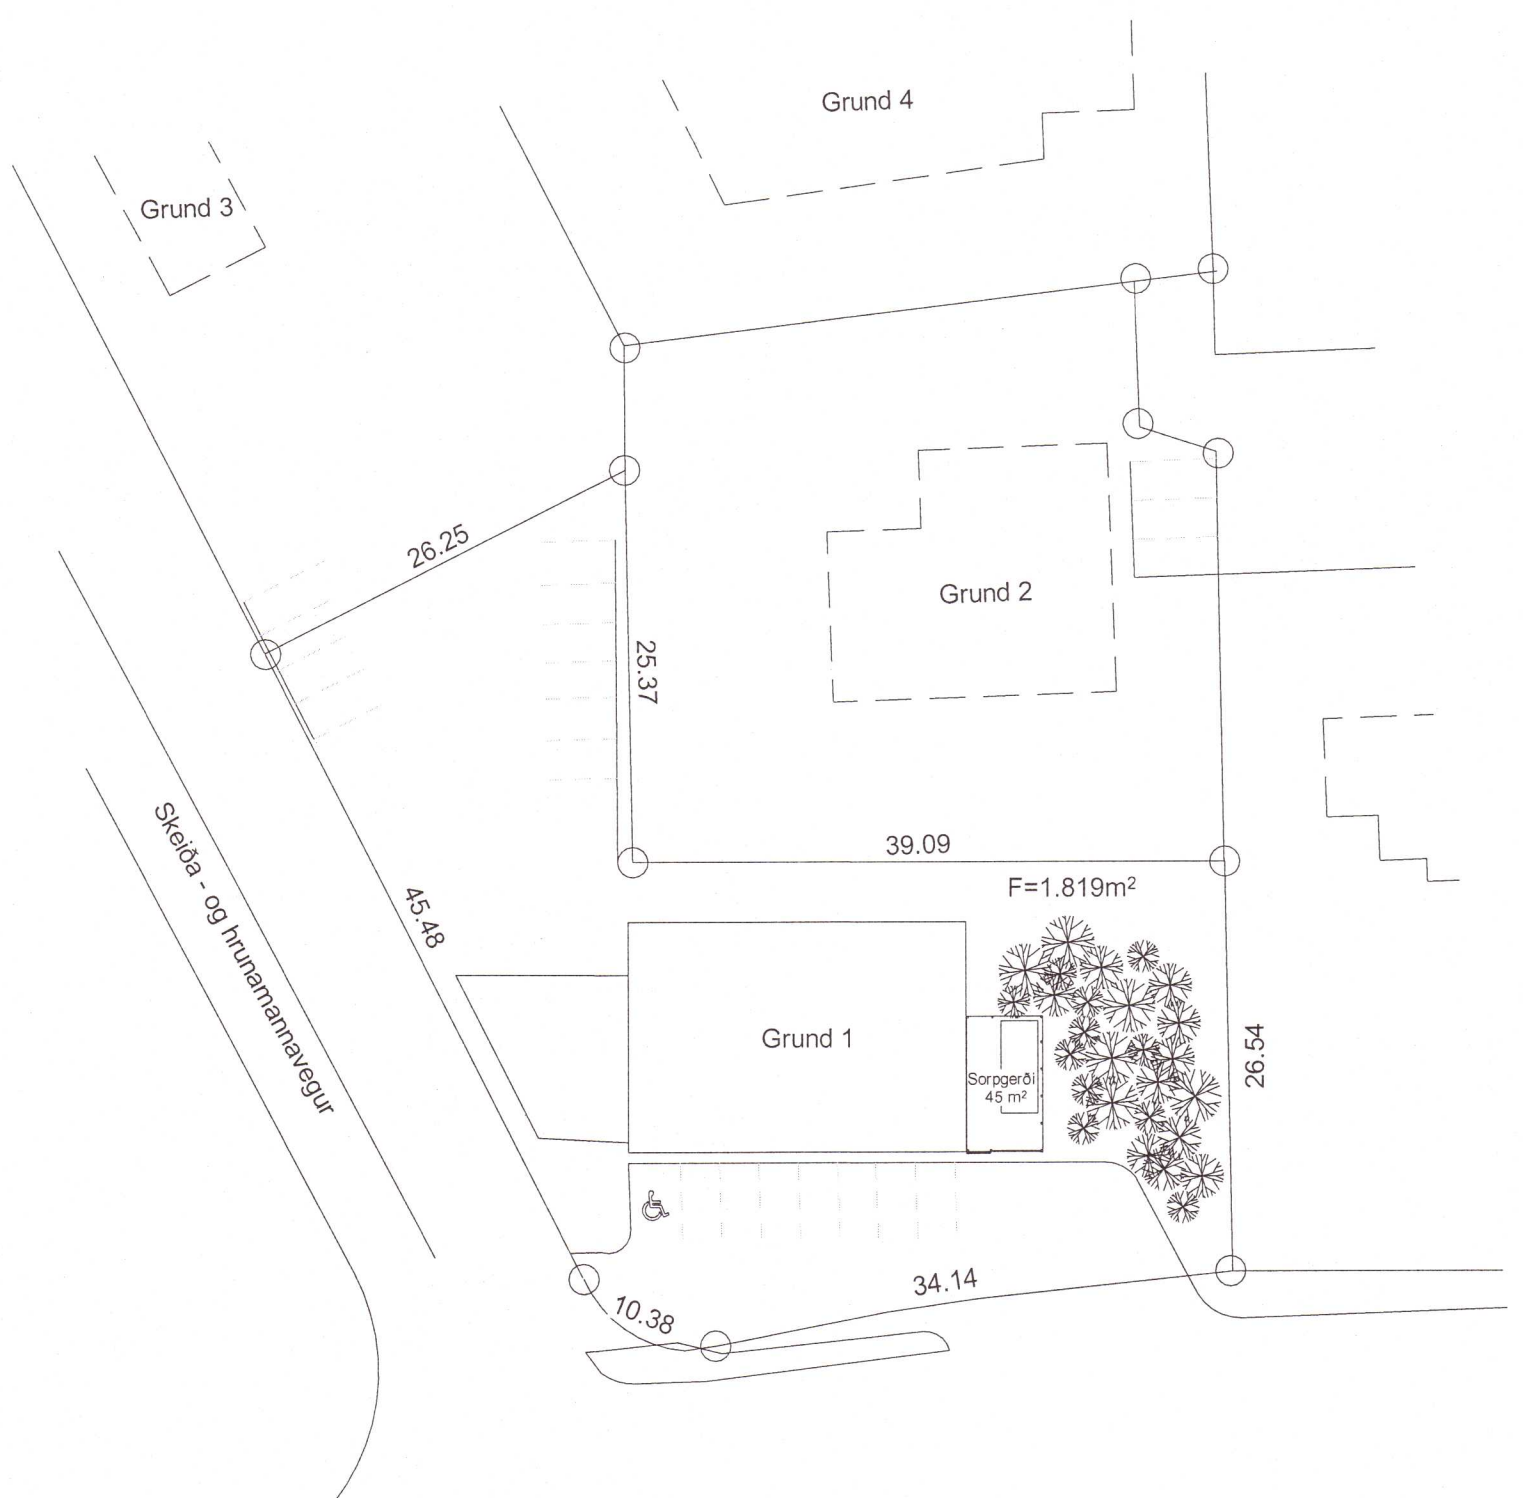 Grund 4
Grund 3
26.25
Grund 2
25.37
39.09
F=1.819m²
Skeiða - og hrunamannavegur
45.48
Grund 1
Sorpgerði
45 m²
26.54
34.14
10.38